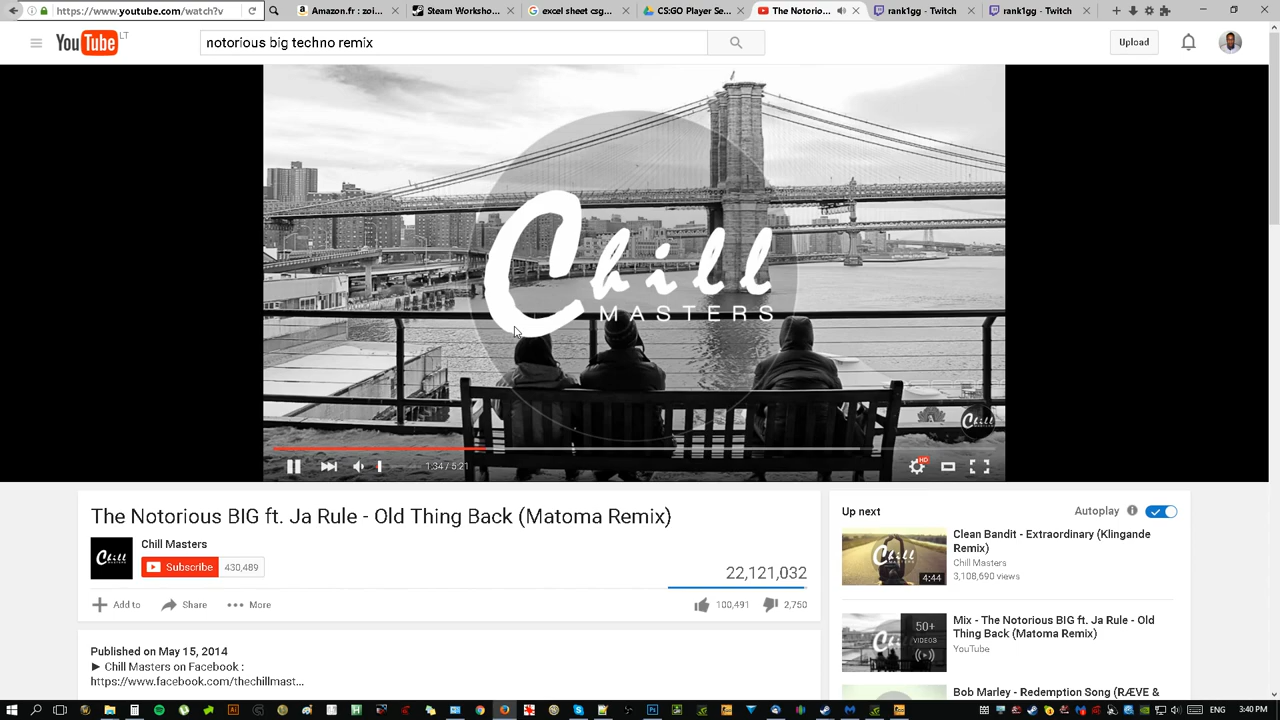 https://www.youtube.com/watch?v
Amazon.fr : zoi...
Steam Worksho...
excel sheet csg...
CS:GO Player Se
The Notorio...
rank1gg - Twitch
rank1gg - Twitch
YouTube LT
notorious big techno remix
Upload
Chill
MASTERS
Chill
1:34 / 5:21
HD
The Notorious BIG ft. Ja Rule - Old Thing Back (Matoma Remix)
Chill
Chill Masters
Subscribe 430,489
22,121,032
Add to Share More
100,491 2,750
Published on May 15, 2014
► Chill Masters on Facebook :
https://www.facebook.com/thechillmast...
Up next
Autoplay
Chill
4:44
Clean Bandit - Extraordinary (Klingande
Remix)
Chill Masters
3,108,690 views
50+
VIDEOS
Mix - The Notorious BIG ft. Ja Rule - Old
Thing Back (Matoma Remix)
YouTube
Bob Marley - Redemption Song (RÆVE &
ENG 3:40 PM